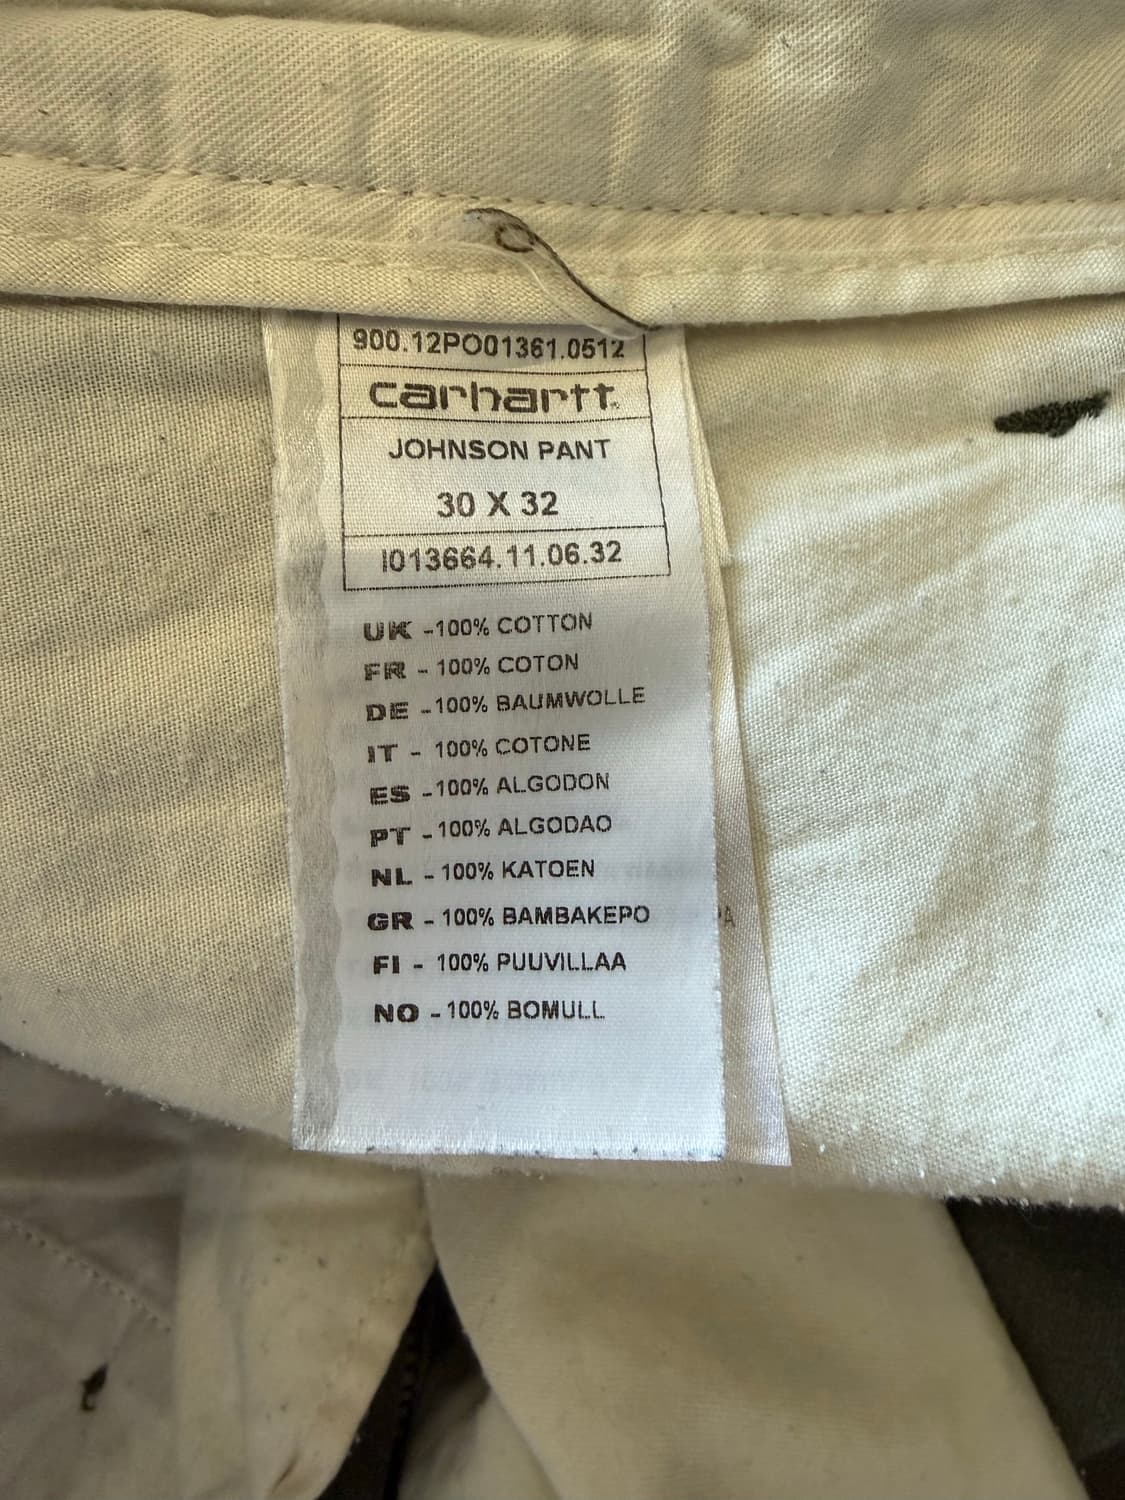 900.12PO01361.0512
carhartt
JOHNSON PANT
30 X 32
I013664.11.06.32
UK -100% COTTON
FR - 100% COTON
DE -100% BAUMWOLLE
IT - 100% COTONE
ES -100% ALGODON
PT -100% ALGODAO
NL - 100% KATOEN
GR - 100% BAMBAKEPO
FI - 100% PUUVILLAA
NO - 100% BOMULL